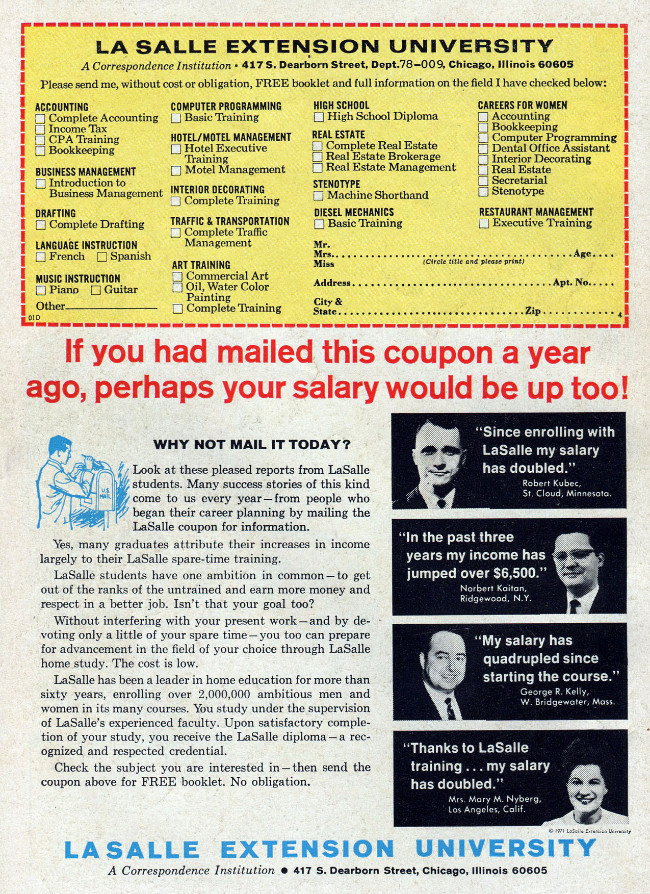 LA SALLE EXTENSION UNIVERSITY
A Correspondence Institution • 417 S. Dearborn Street, Dept.78-009, Chicago, Illinois 60605
Please send me, without cost or obligation, FREE booklet and full information on the field I have checked below:
ACCOUNTING
Complete Accounting
Income Tax
CPA Training
Bookkeeping
BUSINESS MANAGEMENT
Introduction to
Business Management
DRAFTING
Complete Drafting
LANGUAGE INSTRUCTION
French Spanish
MUSIC INSTRUCTION
Piano Guitar
Other
COMPUTER PROGRAMMING
Basic Training
HOTEL/MOTEL MANAGEMENT
Hotel Executive
Training
Motel Management
INTERIOR DECORATING
Complete Training
TRAFFIC & TRANSPORTATION
Complete Traffic
Management
ART TRAINING
Commercial Art
Oil, Water Color
Painting
Complete Training
HIGH SCHOOL
High School Diploma
REAL ESTATE
Complete Real Estate
Real Estate Brokerage
Real Estate Management
STENOTYPE
Machine Shorthand
DIESEL MECHANICS
Basic Training
CAREERS FOR WOMEN
Accounting
Bookkeeping
Computer Programming
Dental Office Assistant
Interior Decorating
Real Estate
Secretarial
Stenotype
RESTAURANT MANAGEMENT
Executive Training
Mr.
Mrs. Age
Miss (Circle title and please print)
Address Apt. No.
City &
State Zip 4
01D
If you had mailed this coupon a year
ago, perhaps your salary would be up too!
U.S.
MAIL
WHY NOT MAIL IT TODAY?
Look at these pleased reports from LaSalle
students. Many success stories of this kind
come to us every year—from people who
began their career planning by mailing the
LaSalle coupon for information.
Yes, many graduates attribute their increases in income
largely to their LaSalle spare-time training.
LaSalle students have one ambition in common—to get
out of the ranks of the untrained and earn more money and
respect in a better job. Isn't that your goal too?
Without interfering with your present work—and by de-
voting only a little of your spare time—you too can prepare
for advancement in the field of your choice through LaSalle
home study. The cost is low.
LaSalle has been a leader in home education for more than
sixty years, enrolling over 2,000,000 ambitious men and
women in its many courses. You study under the supervision
of LaSalle's experienced faculty. Upon satisfactory comple-
tion of your study, you receive the LaSalle diploma—a rec-
ognized and respected credential.
Check the subject you are interested in—then send the
coupon above for FREE booklet. No obligation.
"Since enrolling with
LaSalle my salary
has doubled."
Robert Kubec,
St. Cloud, Minnesota.
"In the past three
years my income has
jumped over $6,500."
Norbert Kaitan,
Ridgewood, N.Y.
"My salary has
quadrupled since
starting the course."
George R. Kelly,
W. Bridgewater, Mass.
"Thanks to LaSalle
training . . . my salary
has doubled."
Mrs. Mary M. Nyberg,
Los Angeles, Calif.
© 1971 LaSalle Extension University
LA SALLE EXTENSION UNIVERSITY
A Correspondence Institution • 417 S. Dearborn Street, Chicago, Illinois 60605